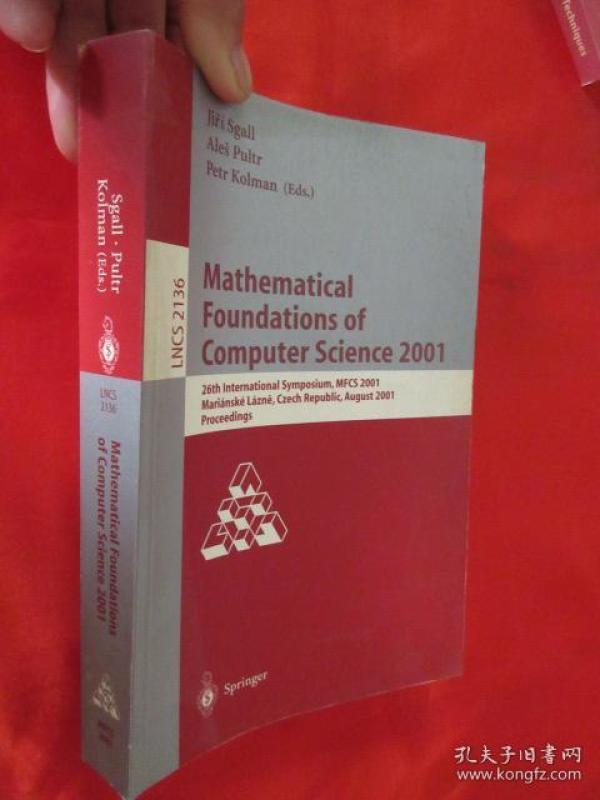 Techniques
Jiří Sgall
Aleš Pultr
Petr Kolman (Eds.)
Mathematical
Foundations of
Computer Science 2001
26th International Symposium, MFCS 2001
Mariánské Lázně, Czech Republic, August 2001
Proceedings
Springer
LNCS 2136
Sgall · Pultr
Kolman (Eds.)
LNCS
2136
Mathematical Foundations
of Computer Science 2001
孔夫子旧书网
www.kongfz.com